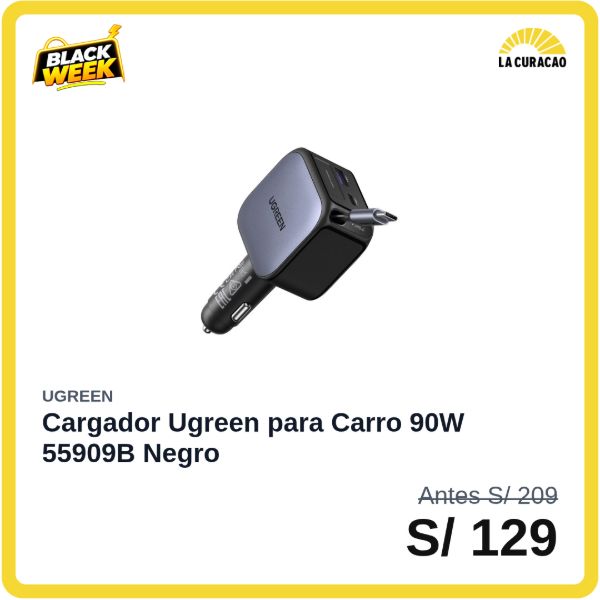 BLACK
WEEK
LA CURACAO
UGREEN
UGREEN
Cargador Ugreen para Carro 90W
55909B Negro
Antes S/ 209
S/ 129